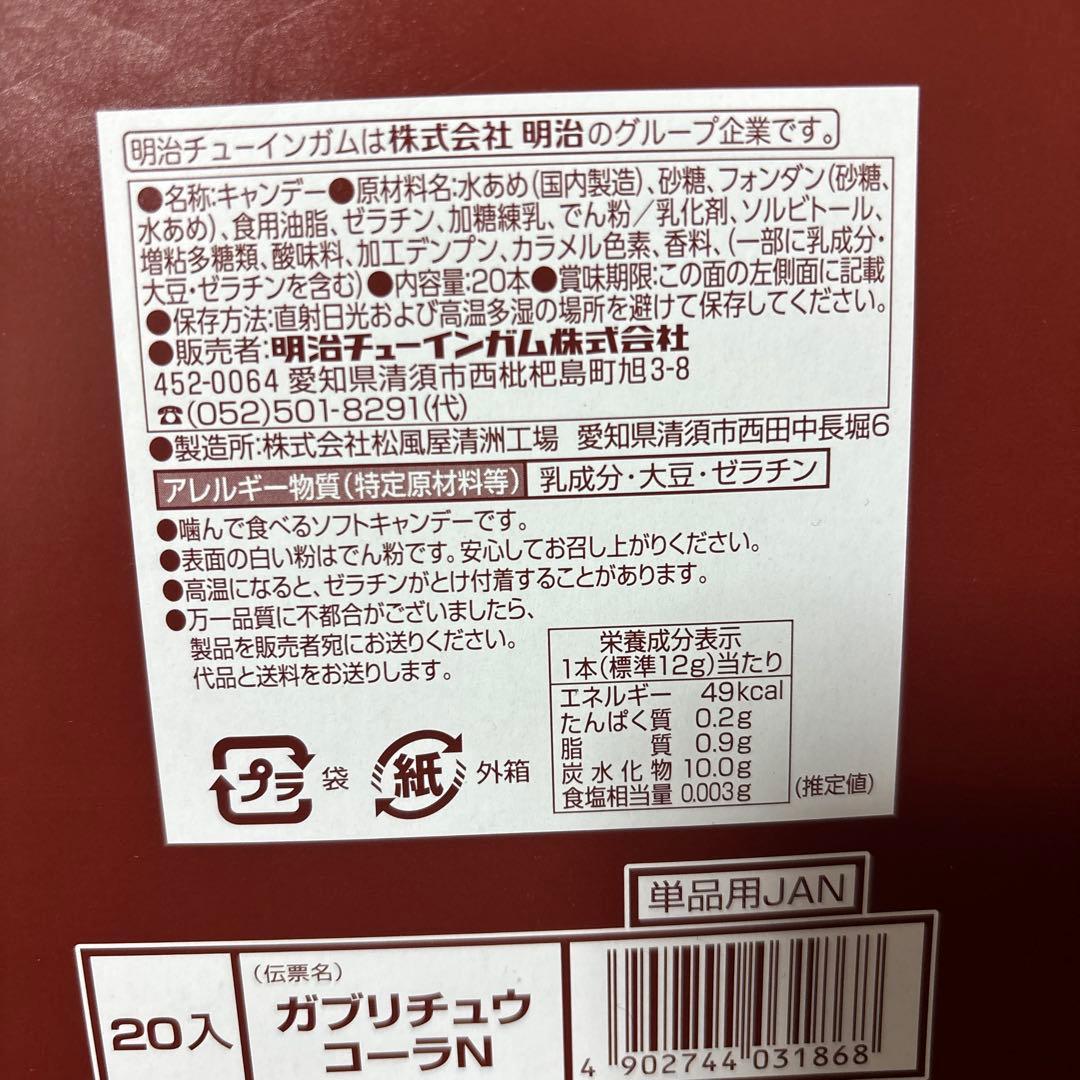 明治チューインガムは株式会社 明治のグループ企業です。
●名称:キャンデー●原材料名:水あめ(国内製造)、砂糖、フォンダン(砂糖、
水あめ)、食用油脂、ゼラチン、加糖練乳、でん粉/乳化剤、ソルビトール、
増粘多糖類、酸味料、加工デンプン、カラメル色素、香料、(一部に乳成分・
大豆・ゼラチンを含む)●内容量:20本●賞味期限:この面の左側面に記載
●保存方法:直射日光および高温多湿の場所を避けて保存してください。
●販売者:明治チューインガム株式会社
452-0064 愛知県清須市西枇杷島町旭3-8
☎(052)501-8291(代)
●製造所:株式会社松風屋清洲工場 愛知県清須市西田中長堀6
アレルギー物質(特定原材料等) 乳成分・大豆・ゼラチン
●噛んで食べるソフトキャンデーです。
●表面の白い粉はでん粉です。安心してお召し上がりください。
●高温になると、ゼラチンがとけ付着することがあります。
●万一品質に不都合がございましたら、
製品を販売者宛にお送りください。
代品と送料をお送りします。
栄養成分表示
1本(標準12g)当たり
エネルギー 49kcal
たんぱく質 0.2g
脂質 0.9g
炭水化物 10.0g
食塩相当量 0.003g
(推定値)
プラ 袋 紙 外箱
単品用JAN
20入
(伝票名)
ガブリチュウ
コーラN
4 902744 031868